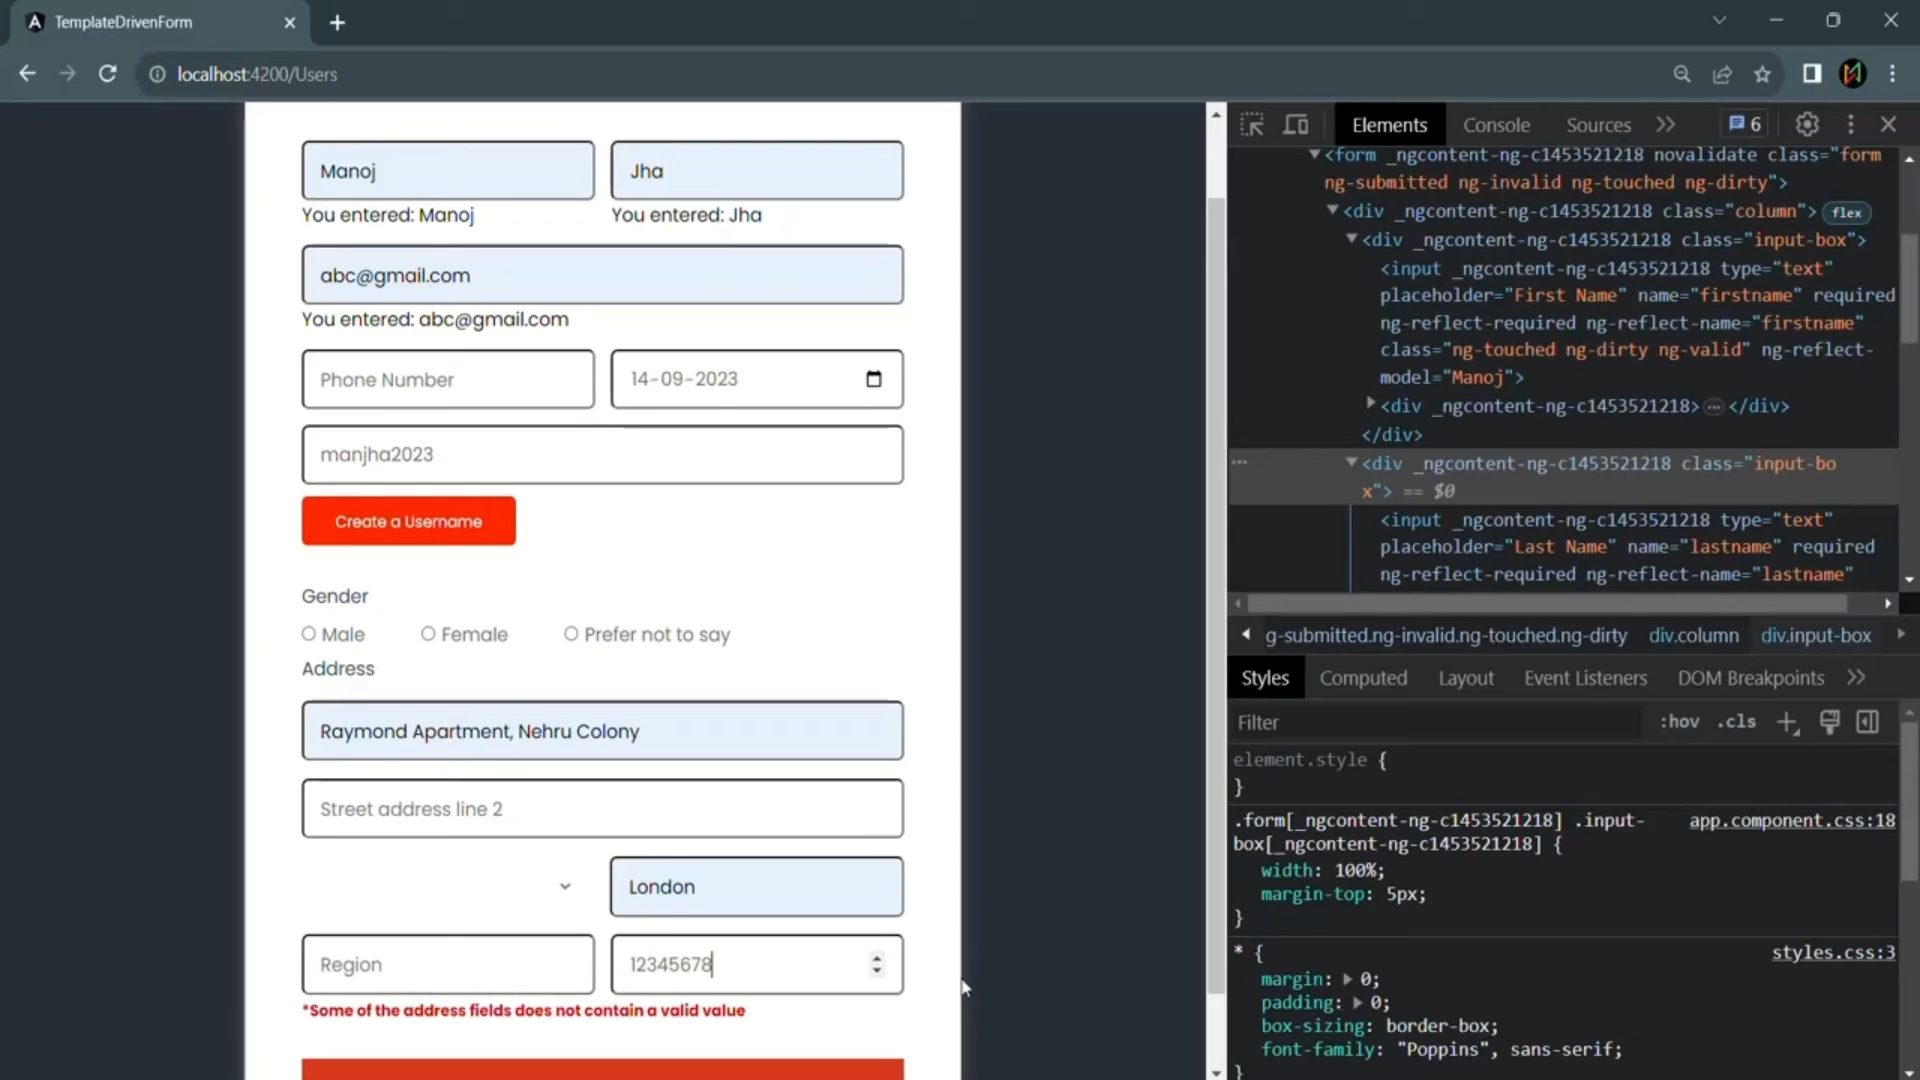 TemplateDrivenForm
localhost:4200/Users
Manoj
Jha
You entered: Manoj
You entered: Jha
abc@gmail.com
You entered: abc@gmail.com
Phone Number
14-09-2023
manjha2023
Create a Username
Gender
Male
Female
Prefer not to say
Address
Raymond Apartment, Nehru Colony
Street address line 2
London
Region
12345678
*Some of the address fields does not contain a valid value
Elements
Console
Sources
6
<form _ngcontent-ng-c1453521218 novalidate class="form
ng-submitted ng-invalid ng-touched ng-dirty">
<div _ngcontent-ng-c1453521218 class="column"> flex
<div _ngcontent-ng-c1453521218 class="input-box">
<input _ngcontent-ng-c1453521218 type="text"
placeholder="First Name" name="firstname" required
ng-reflect-required ng-reflect-name="firstname"
class="ng-touched ng-dirty ng-valid" ng-reflect-
model="Manoj">
<div _ngcontent-ng-c1453521218> … </div>
</div>
<div _ngcontent-ng-c1453521218 class="input-bo
x"> == $0
<input _ngcontent-ng-c1453521218 type="text"
placeholder="Last Name" name="lastname" required
ng-reflect-required ng-reflect-name="lastname"
g-submitted.ng-invalid.ng-touched.ng-dirty
div.column
div.input-box
Styles
Computed
Layout
Event Listeners
DOM Breakpoints
Filter
:hov
.cls
element.style {
}
.form[_ngcontent-ng-c1453521218] .input-
app.component.css:18
box[_ngcontent-ng-c1453521218] {
width: 100%;
margin-top: 5px;
}
* {
styles.css:3
margin: 0;
padding: 0;
box-sizing: border-box;
font-family: "Poppins", sans-serif;
}